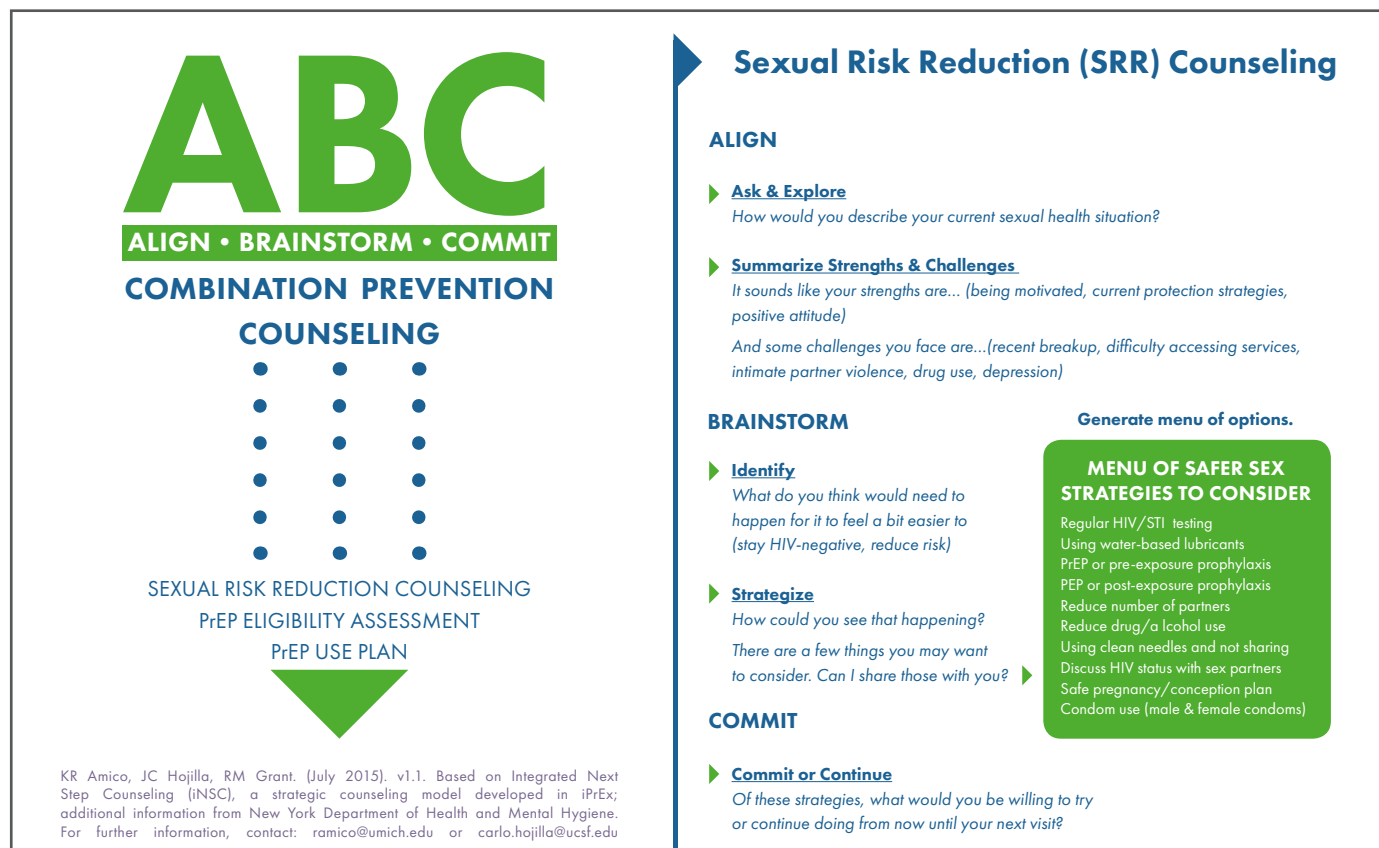 ABC
ALIGN • BRAINSTORM • COMMIT
COMBINATION PREVENTION
COUNSELING
SEXUAL RISK REDUCTION COUNSELING
PrEP ELIGIBILITY ASSESSMENT
PrEP USE PLAN
KR Amico, JC Hojilla, RM Grant. (July 2015). v1.1. Based on Integrated Next
Step Counseling (iNSC), a strategic counseling model developed in iPrEx;
additional information from New York Department of Health and Mental Hygiene.
For further information, contact: ramico@umich.edu or carlo.hojilla@ucsf.edu
Sexual Risk Reduction (SRR) Counseling
ALIGN
Ask & Explore
How would you describe your current sexual health situation?
Summarize Strengths & Challenges
It sounds like your strengths are... (being motivated, current protection strategies,
positive attitude)
And some challenges you face are...(recent breakup, difficulty accessing services,
intimate partner violence, drug use, depression)
BRAINSTORM
Identify
What do you think would need to
happen for it to feel a bit easier to
(stay HIV-negative, reduce risk)
Strategize
How could you see that happening?
There are a few things you may want
to consider. Can I share those with you?
Generate menu of options.
MENU OF SAFER SEX
STRATEGIES TO CONSIDER
Regular HIV/STI testing
Using water-based lubricants
PrEP or pre-exposure prophylaxis
PEP or post-exposure prophylaxis
Reduce number of partners
Reduce drug/a lcohol use
Using clean needles and not sharing
Discuss HIV status with sex partners
Safe pregnancy/conception plan
Condom use (male & female condoms)
COMMIT
Commit or Continue
Of these strategies, what would you be willing to try
or continue doing from now until your next visit?